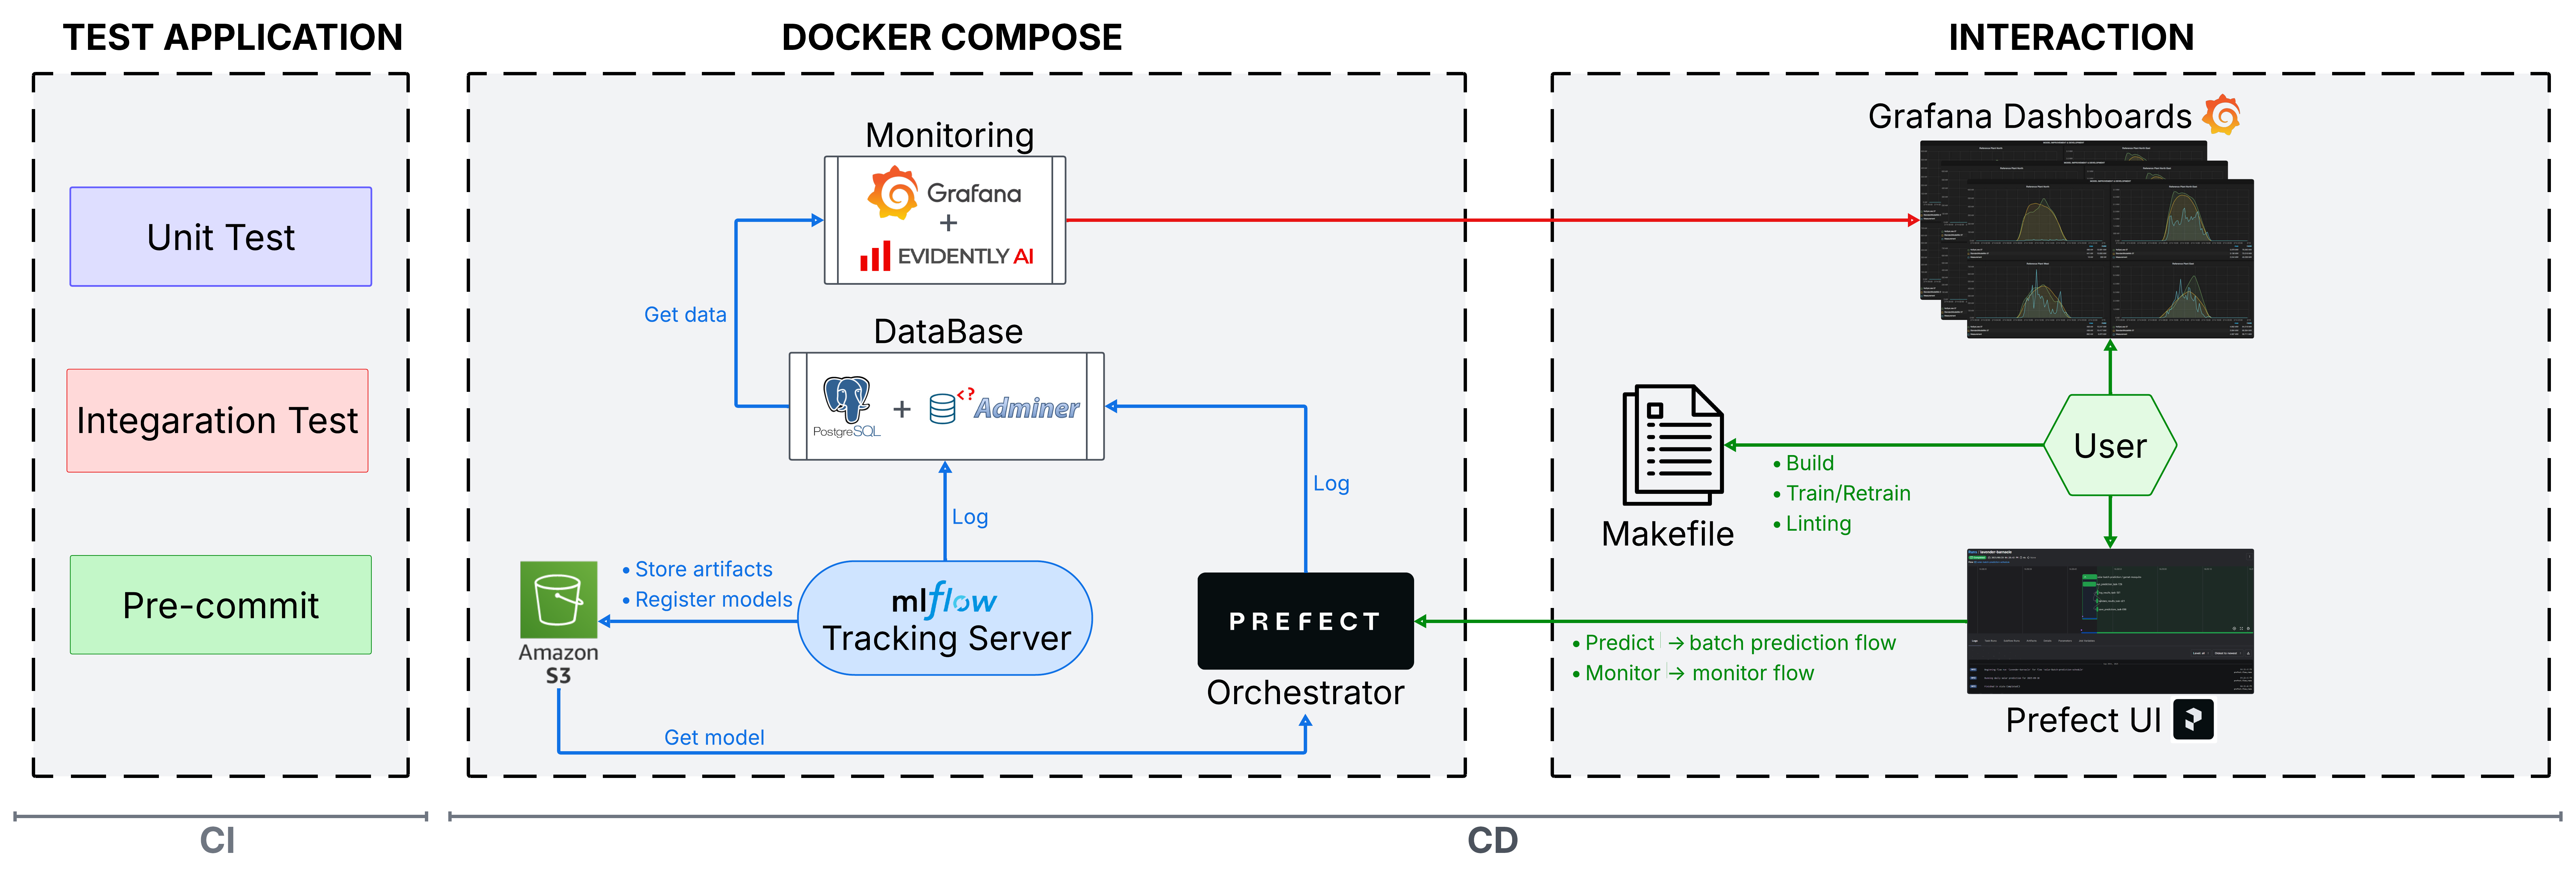 TEST APPLICATION
Unit Test
Integaration Test
Pre-commit
CI
DOCKER COMPOSE
Monitoring
Grafana
+
EVIDENTLY AI
Get data
DataBase
PostgreSQL
+
<?
Adminer
Log
Log
• Store artifacts
• Register models
mlflow
Tracking Server
Amazon
S3
PREFECT
Orchestrator
Get model
INTERACTION
Grafana Dashboards
User
• Build
• Train/Retrain
• Linting
Makefile
• Predict → batch prediction flow
• Monitor → monitor flow
Prefect UI
CD